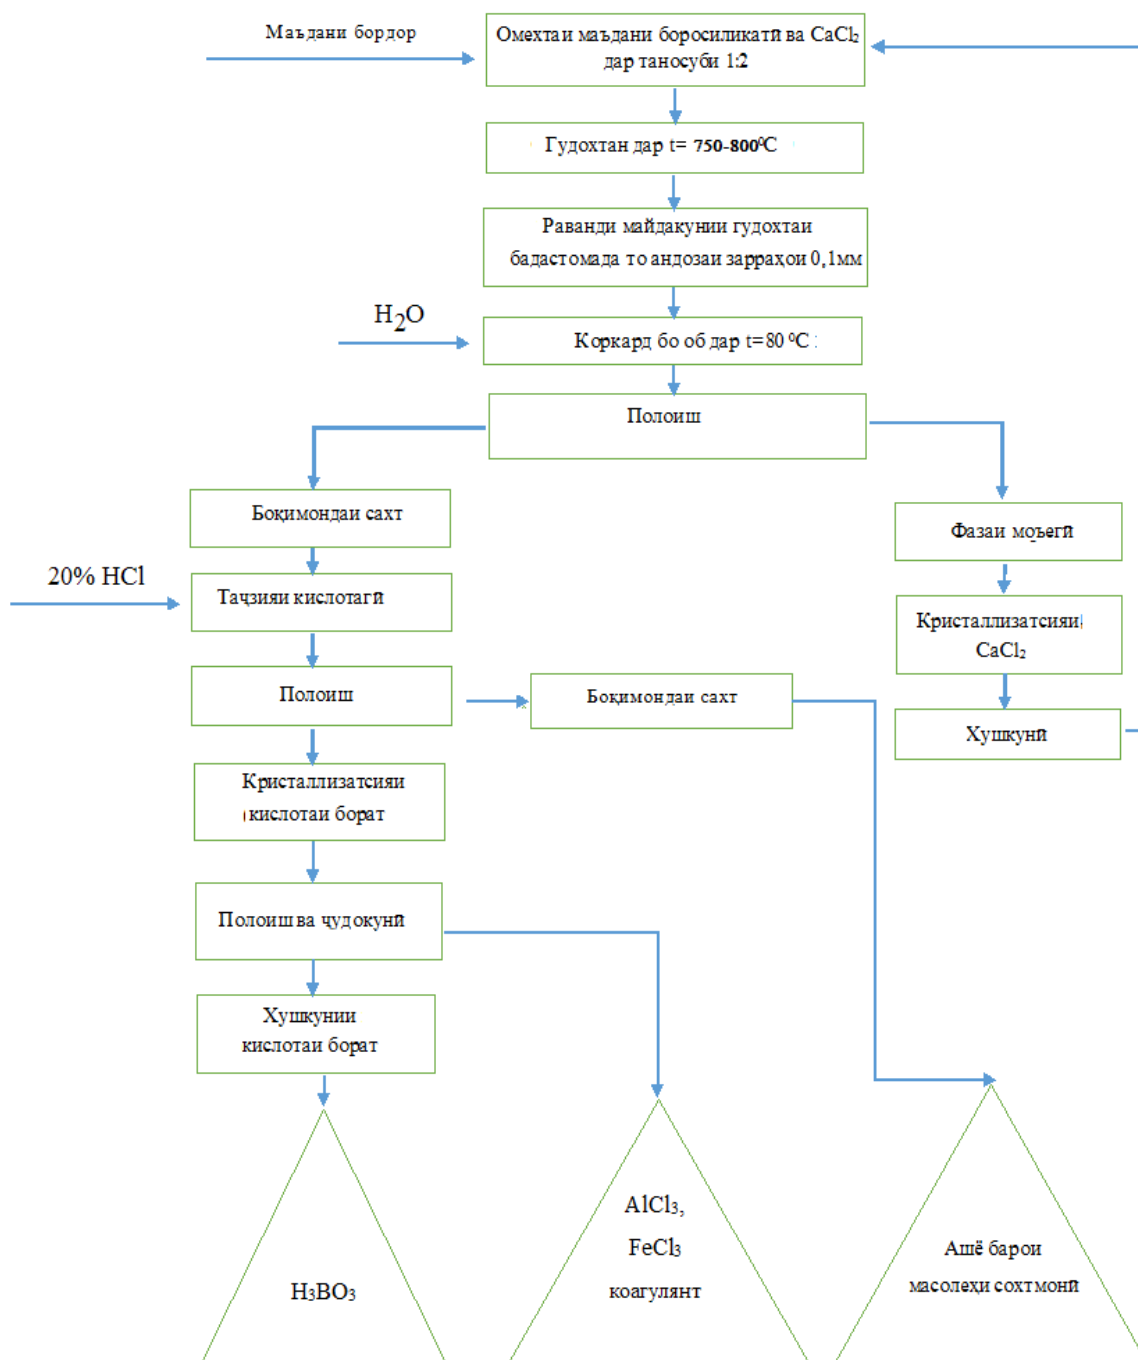 Маъдани бордор
Омехтаи маъдани боросиликатӣ ва CaCl₂
дар таносуби 1:2
Гудохтан дар t= 750-800⁰C
Раванди майдакунии гудохтаи
бадастомада то андозаи зарраҳои 0,1мм
H₂O
Коркард бо об дар t=80 ⁰C
Полоиш
Боқимондаи сахт
Фазаи моъегӣ
20% HCl
Таҷзияи кислотагӣ
Кристаллизатсияи
CaCl₂
Полоиш
Боқимондаи сахт
Хушкунӣ
Кристаллизатсияи
кислотаи борат
Полоиш ва ҷудокунӣ
Хушкунии
кислотаи борат
H₃BO₃
AlCl₃,
FeCl₃
коагулянт
Ашё барои
масолеҳи сохтмонӣ